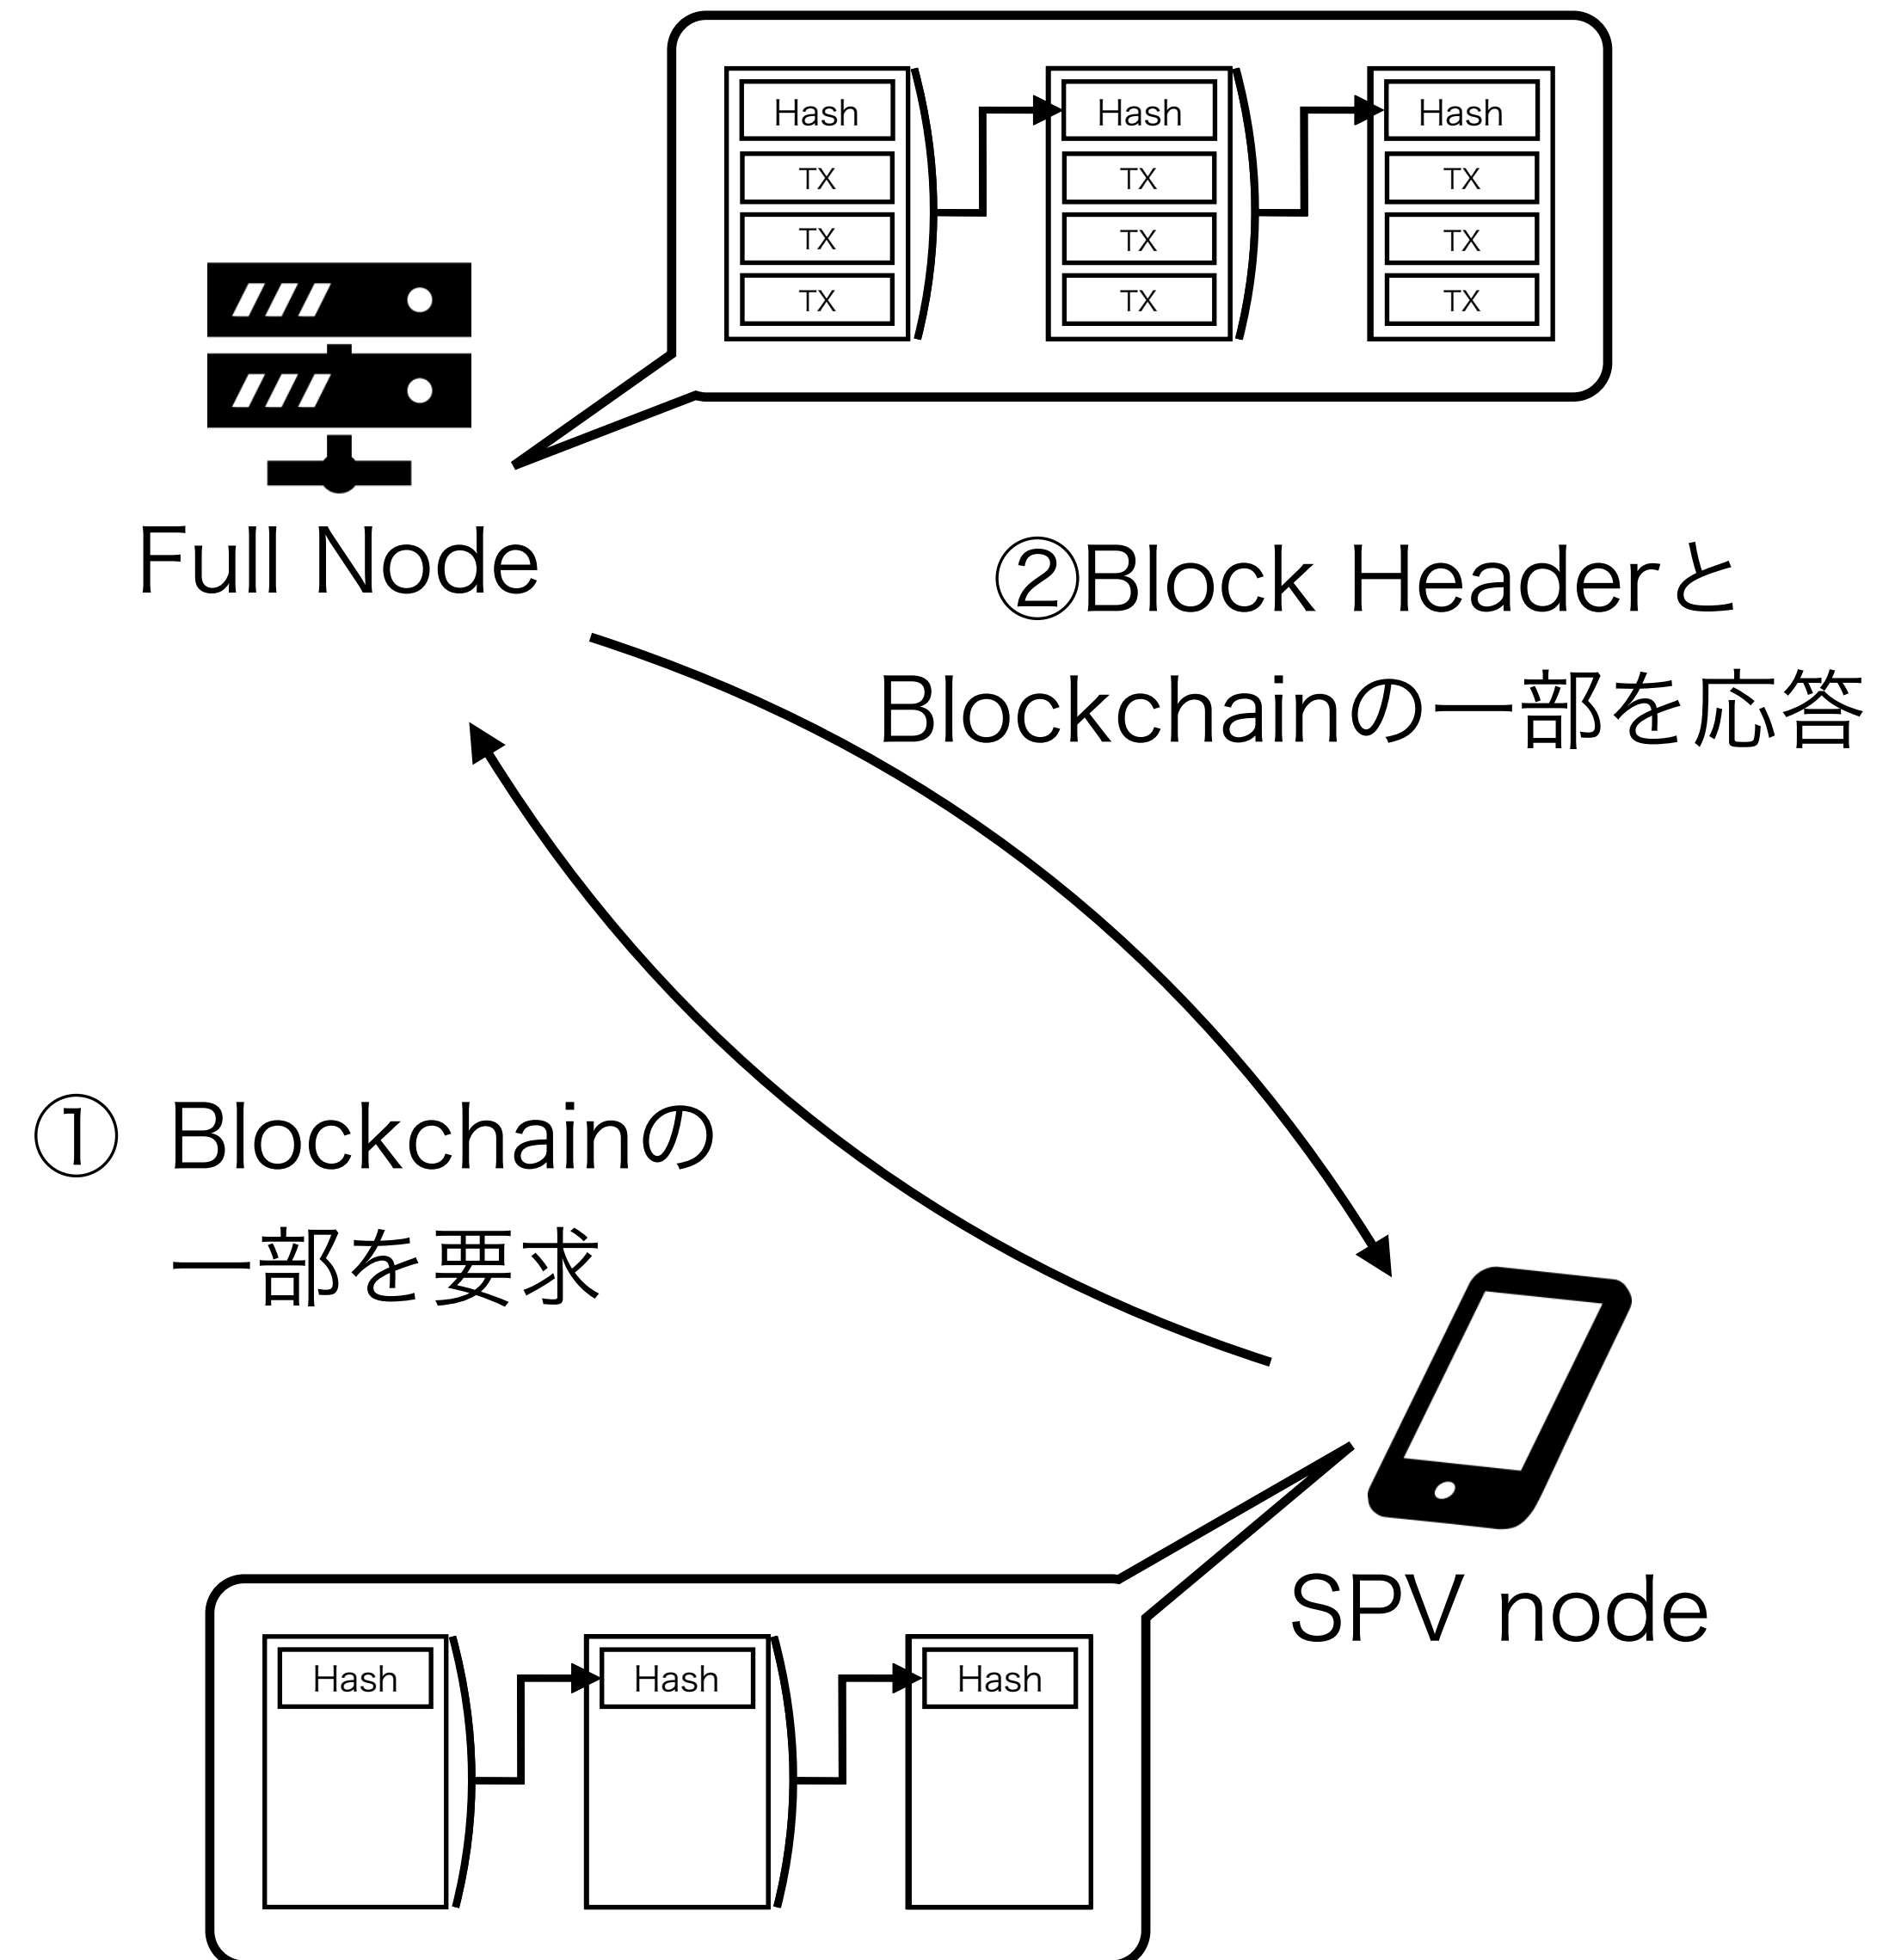 Hash Hash Hash
TX TX TX
TX TX TX
TX TX TX
Full Node
②Block Headerと
Blockchainの一部を応答
① Blockchainの
一部を要求
SPV node
Hash Hash Hash